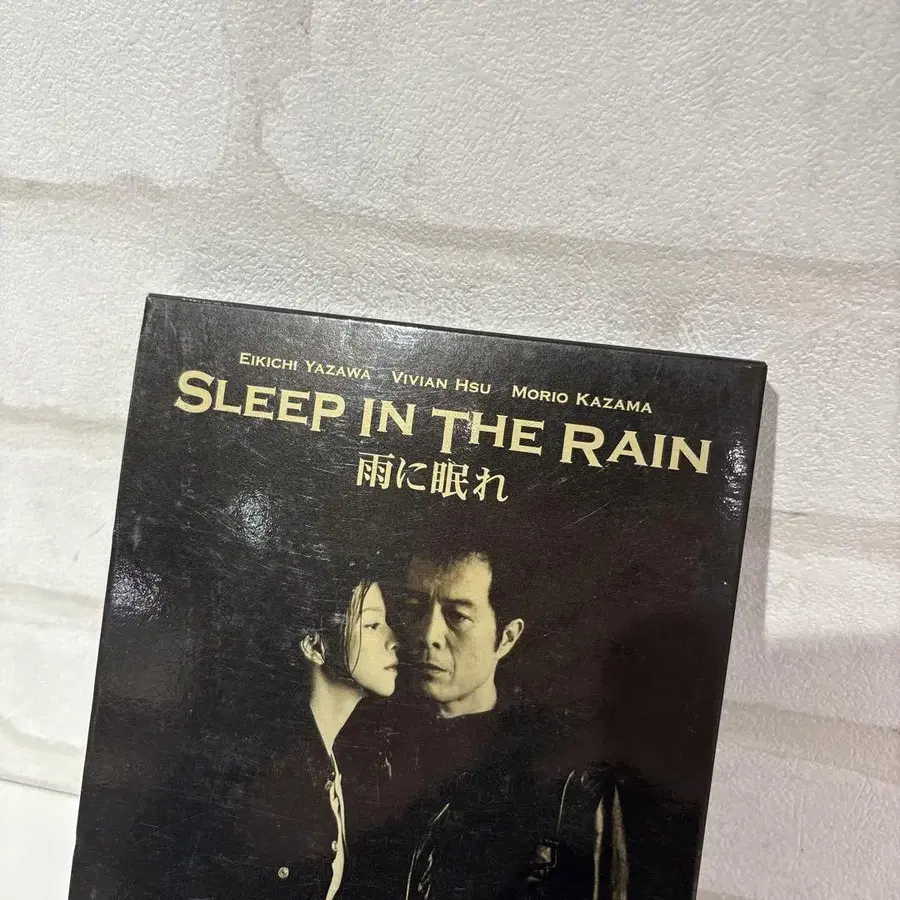 EIKICHI YAZAWA VIVIAN HSU MORIO KAZAMA
SLEEP IN THE RAIN
雨に眠れ